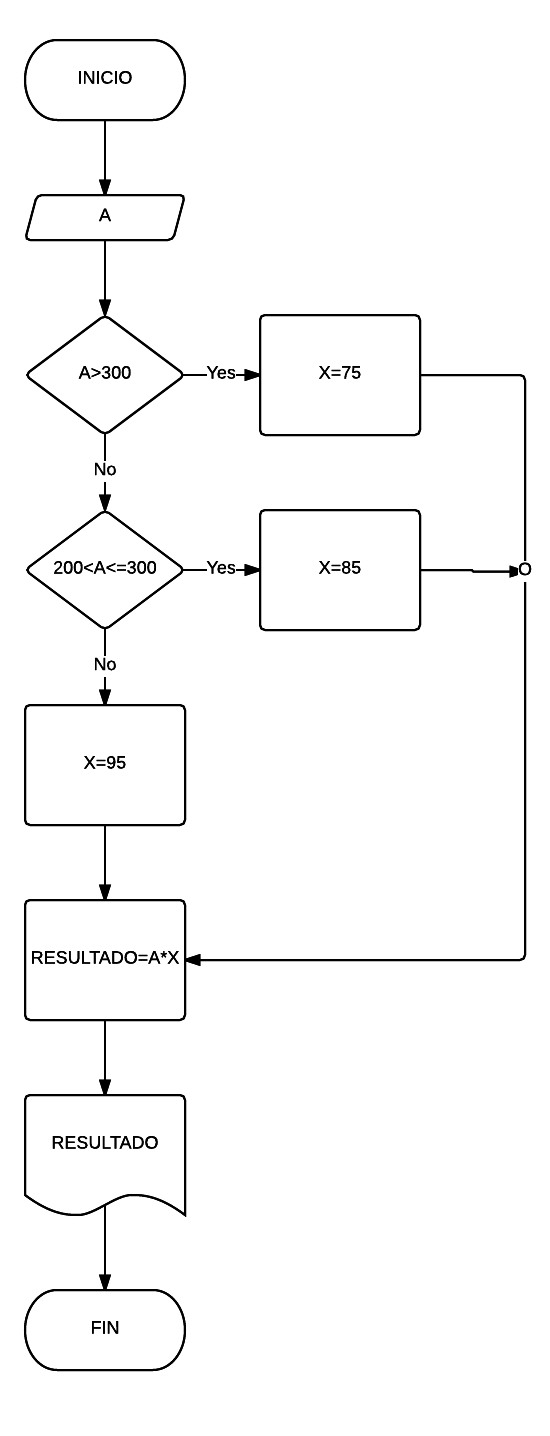 INICIO
A
A>300
Yes
X=75
No
200<A<=300
Yes
X=85
O
No
X=95
RESULTADO=A*X
RESULTADO
FIN